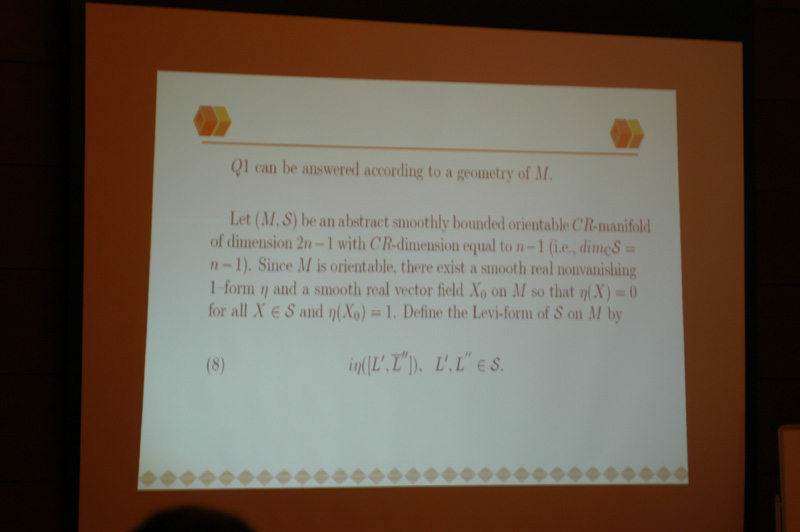 Q1 can be answered according to a geometry of M.
Let (M, S) be an abstract smoothly bounded orientable CR-manifold
of dimension 2n−1 with CR-dimension equal to n−1 (i.e., dim_ℂS =
n−1). Since M is orientable, there exist a smooth real nonvanishing
1–form η and a smooth real vector field X₀ on M so that η(X) = 0
for all X ∈ S and η(X₀) = 1. Define the Levi-form of S on M by
(8) iη([L′, L̅″]), L′, L″ ∈ S.